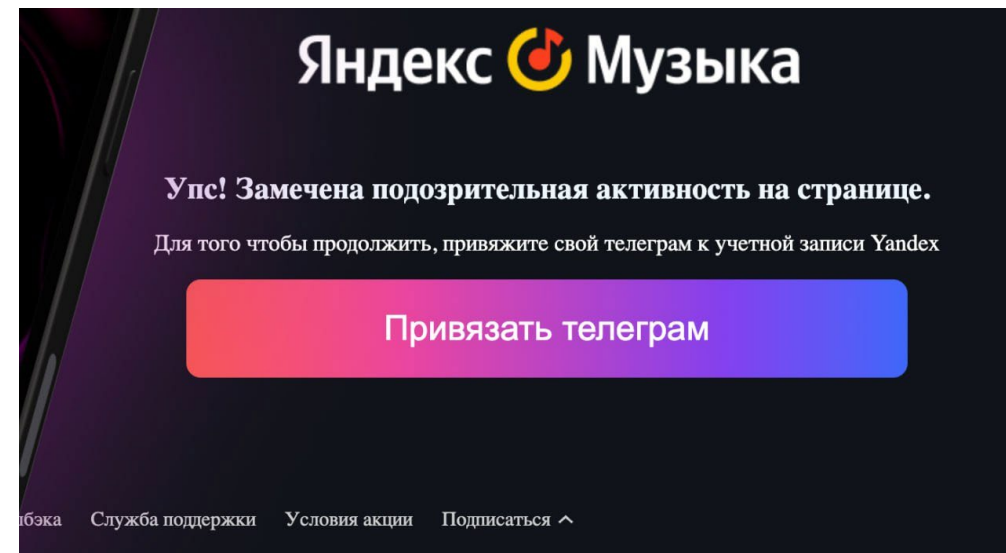 Яндекс Музыка
Упс! Замечена подозрительная активность на странице.
Для того чтобы продолжить, привяжите свой телеграм к учетной записи Yandex
Привязать телеграм
Служба поддержки Условия акции Подписаться